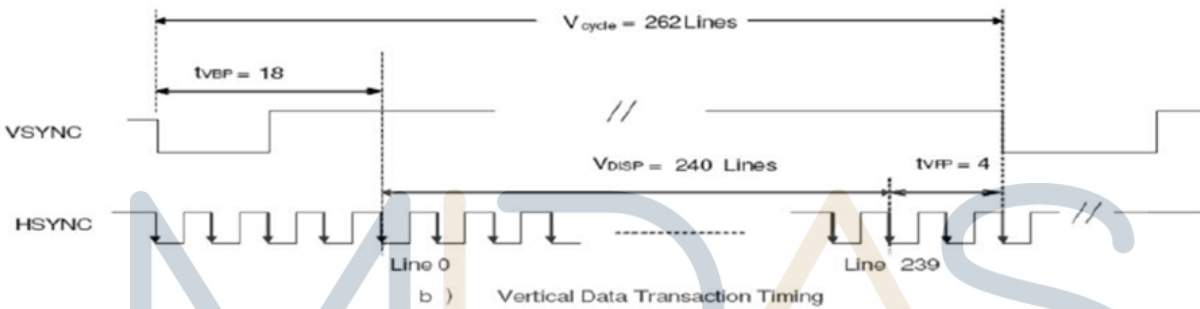 Vcycle = 262 Lines
tVBP = 18
VSYNC
VDISP = 240 Lines
tVFP = 4
HSYNC
Line 0
Line 239
b ) Vertical Data Transaction Timing
MIDAS